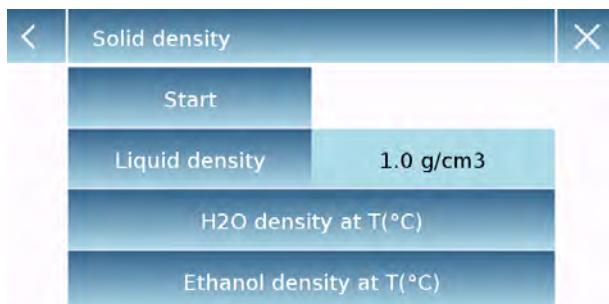 Solid density
Start
Liquid density 1.0 g/cm3
H2O density at T(°C)
Ethanol density at T(°C)